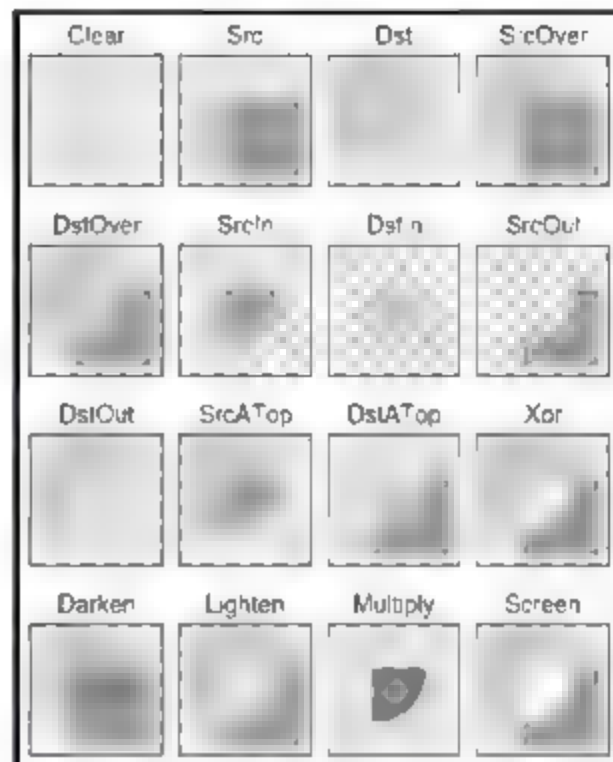 Clear Src Dst SrcOver
DstOver SrcIn DstIn SrcOut
DstOut SrcATop DstATop Xor
Darken Lighten Multiply Screen